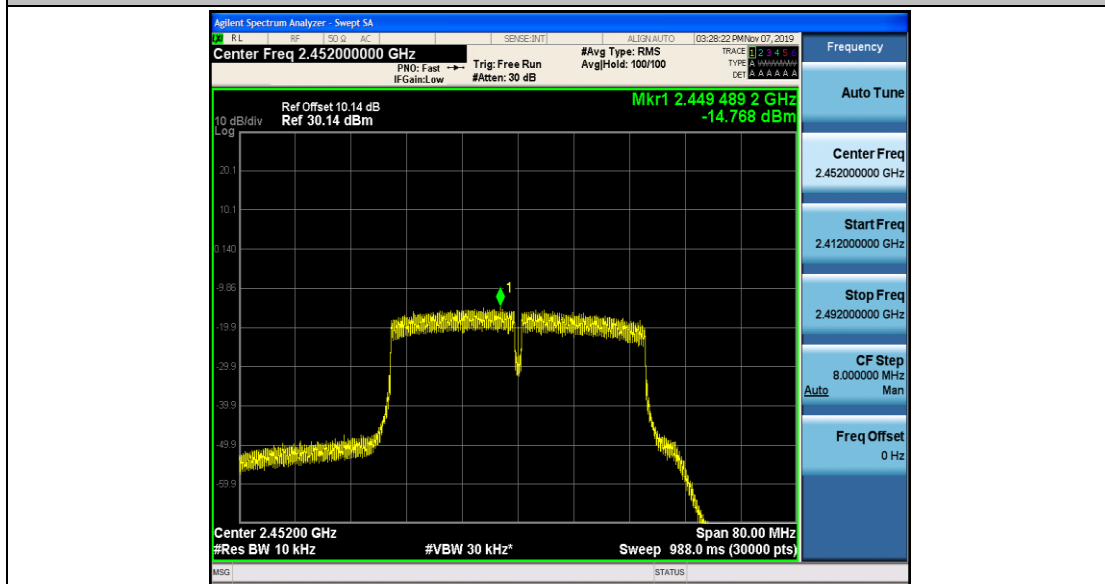 Agilent Spectrum Analyzer - Swept SA
RL RF 50 Ω AC SENSE:INT ALIGN AUTO 03:28:22 PM Nov 07, 2019
Center Freq 2.452000000 GHz
PNO: Fast
IFGain:Low
Trig: Free Run
#Atten: 30 dB
#Avg Type: RMS
Avg|Hold: 100/100
TRACE 1 2 3 4 5 6
TYPE A WWWWW
DET A A A A A A
Mkr1 2.449 489 2 GHz
-14.768 dBm
Ref Offset 10.14 dB
10 dB/div Ref 30.14 dBm
Log
20.1
10.1
0.140
-9.86
-19.9
-29.9
-39.9
-49.9
-59.9
1
Center 2.45200 GHz
Span 80.00 MHz
#Res BW 10 kHz
#VBW 30 kHz*
Sweep 988.0 ms (30000 pts)
MSG
STATUS
Frequency
Auto Tune
Center Freq
2.452000000 GHz
Start Freq
2.412000000 GHz
Stop Freq
2.492000000 GHz
CF Step
8.000000 MHz
Auto Man
Freq Offset
0 Hz